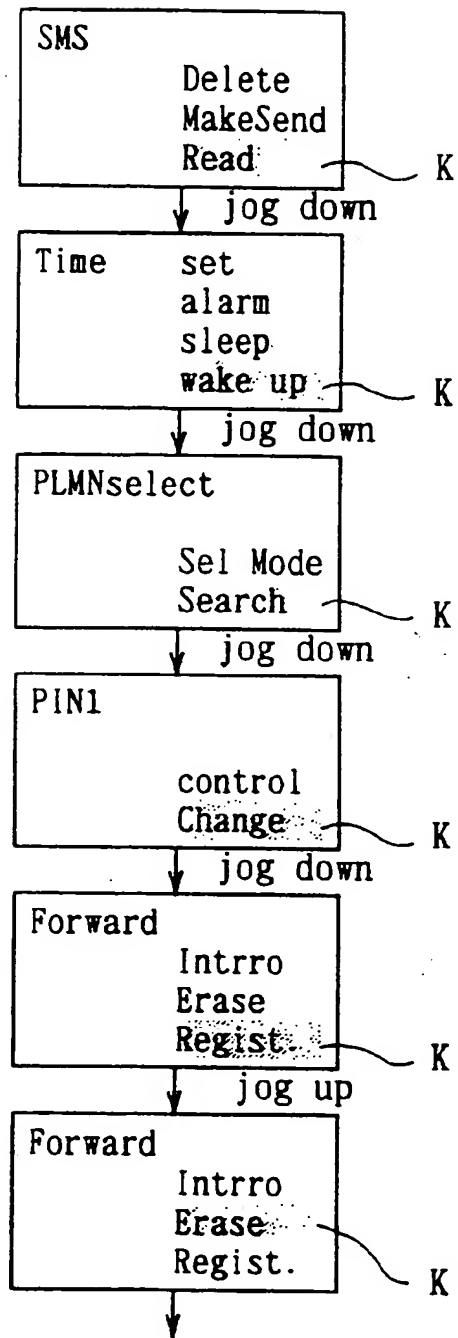 SMS
Delete
MakeSend
Read
K
jog down
Time set
alarm
sleep
wake up
K
jog down
PLMNselect
Sel Mode
Search
K
jog down
PIN1
control
Change
K
jog down
Forward
Intrro
Erase
Regist.
K
jog up
Forward
Intrro
Erase
Regist.
K